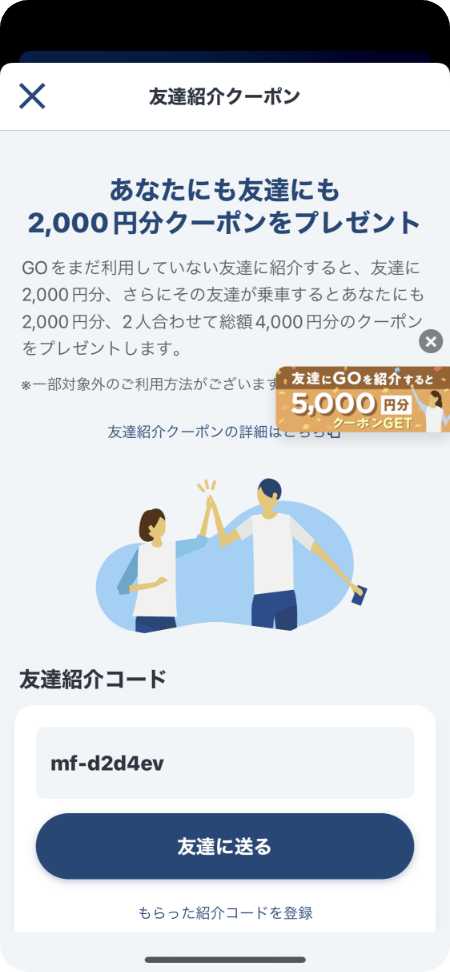 友達紹介クーポン
あなたにも友達にも
2,000円分クーポンをプレゼント
GOをまだ利用していない友達に紹介すると、友達に
2,000円分、さらにその友達が乗車するとあなたにも
2,000円分、2人合わせて総額4,000円分のクーポン
をプレゼントします。
※一部対象外のご利用方法がございます
友達にGOを紹介すると
5,000円分
クーポンGET
友達紹介クーポンの詳細はこちら
友達紹介コード
mf-d2d4ev
友達に送る
もらった紹介コードを登録